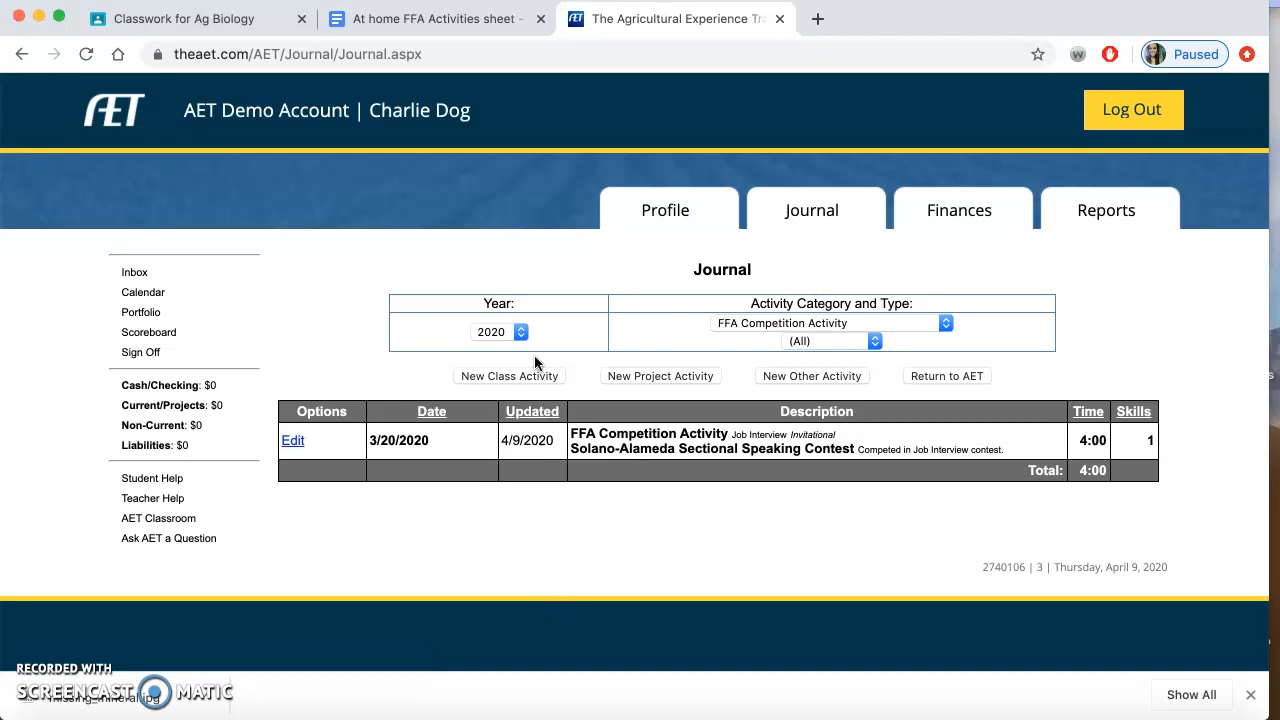 Classwork for Ag Biology
At home FFA Activities sheet -
AET The Agricultural Experience Tr
theaet.com/AET/Journal/Journal.aspx
W
Paused
AET
AET Demo Account | Charlie Dog
Log Out
Profile
Journal
Finances
Reports
Inbox
Calendar
Portfolio
Scoreboard
Sign Off
Cash/Checking: $0
Current/Projects: $0
Non-Current: $0
Liabilities: $0
Student Help
Teacher Help
AET Classroom
Ask AET a Question
Journal
Year:
Activity Category and Type:
2020
FFA Competition Activity
(All)
New Class Activity
New Project Activity
New Other Activity
Return to AET
Options Date Updated Description Time Skills
Edit 3/20/2020 4/9/2020 FFA Competition Activity Job Interview Invitational 4:00 1
Solano-Alameda Sectional Speaking Contest Competed in Job Interview contest.
Total: 4:00
2740106 | 3 | Thursday, April 9, 2020
RECORDED WITH
SCREENCAST MATIC
missing_mineral.jpg
Show All